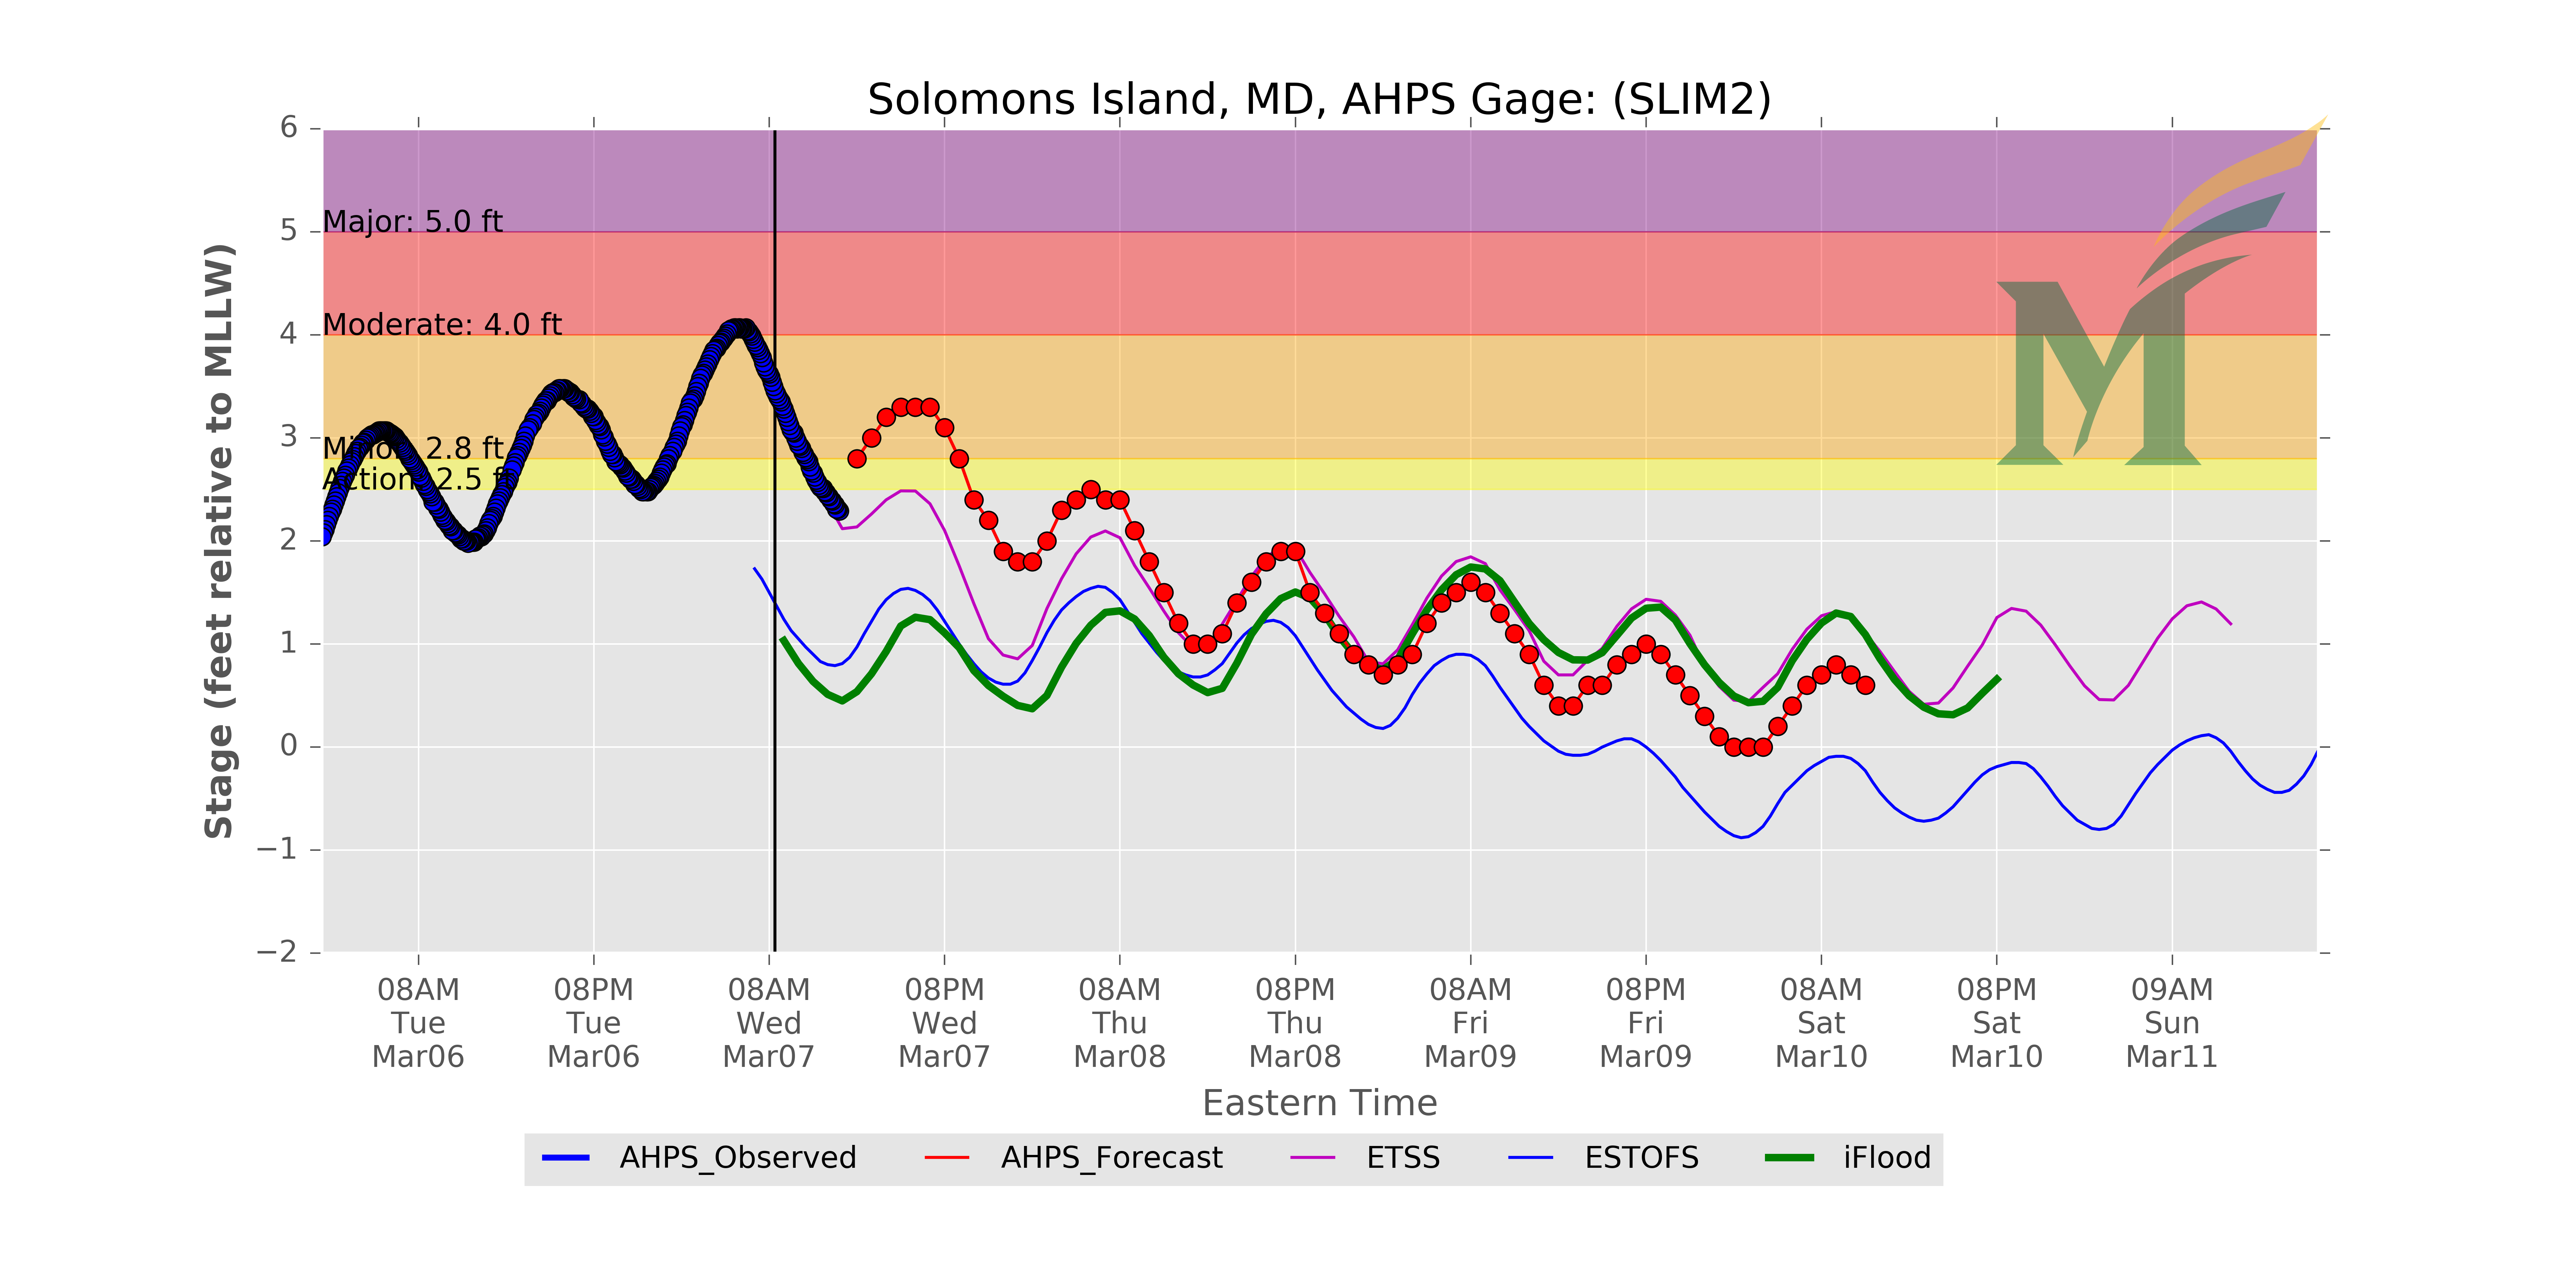 Solomons Island, MD, AHPS Gage: (SLIM2)
6
5
4
3
2
1
0
−1
−2
Stage (feet relative to MLLW)
Major: 5.0 ft
Moderate: 4.0 ft
Minor: 2.8 ft
Action: 2.5 ft
M
08AM
Tue
Mar06
08PM
Tue
Mar06
08AM
Wed
Mar07
08PM
Wed
Mar07
08AM
Thu
Mar08
08PM
Thu
Mar08
08AM
Fri
Mar09
08PM
Fri
Mar09
08AM
Sat
Mar10
08PM
Sat
Mar10
09AM
Sun
Mar11
Eastern Time
AHPS_Observed
AHPS_Forecast
ETSS
ESTOFS
iFlood